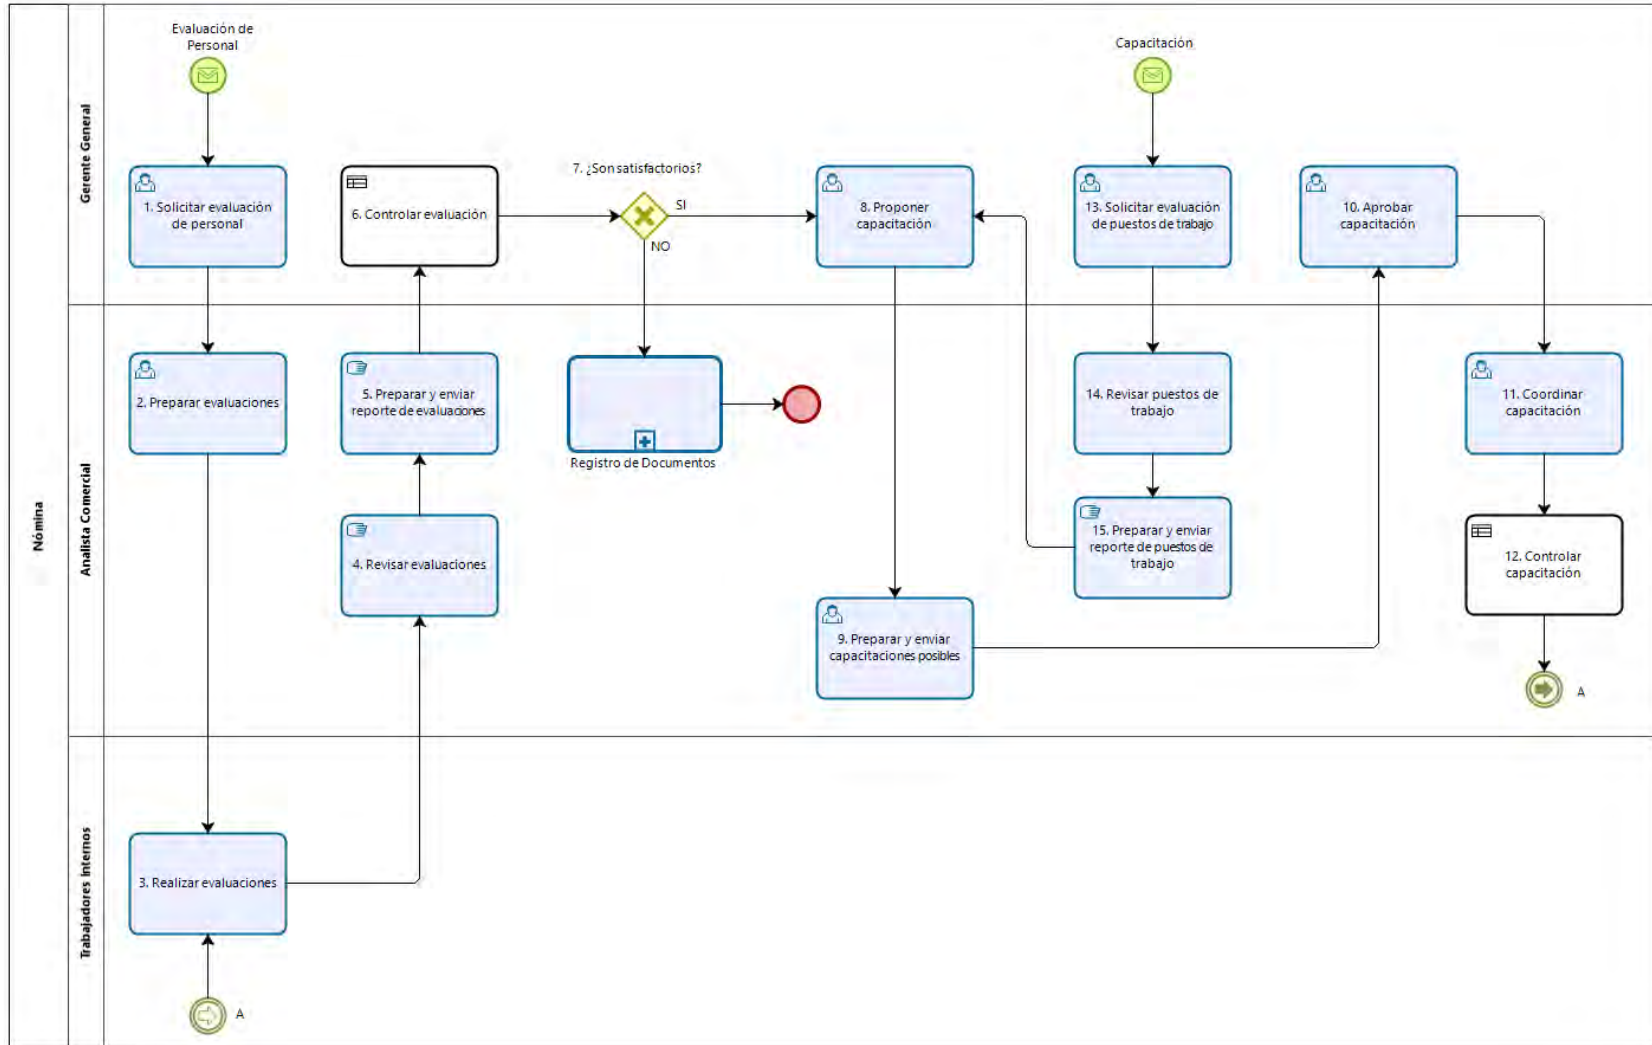 Nómina
Gerente General
Analista Comercial
Trabajadores Internos
Evaluación de
Personal
Capacitación
1. Solicitar evaluación
de personal
6. Controlar evaluación
7. ¿Son satisfactorios?
SI
NO
8. Proponer
capacitación
13. Solicitar evaluación
de puestos de trabajo
10. Aprobar
capacitación
2. Preparar evaluaciones
5. Preparar y enviar
reporte de evaluaciones
Registro de Documentos
14. Revisar puestos de
trabajo
11. Coordinar
capacitación
4. Revisar evaluaciones
15. Preparar y enviar
reporte de puestos de
trabajo
12. Controlar
capacitación
9. Preparar y enviar
capacitaciones posibles
A
3. Realizar evaluaciones
A